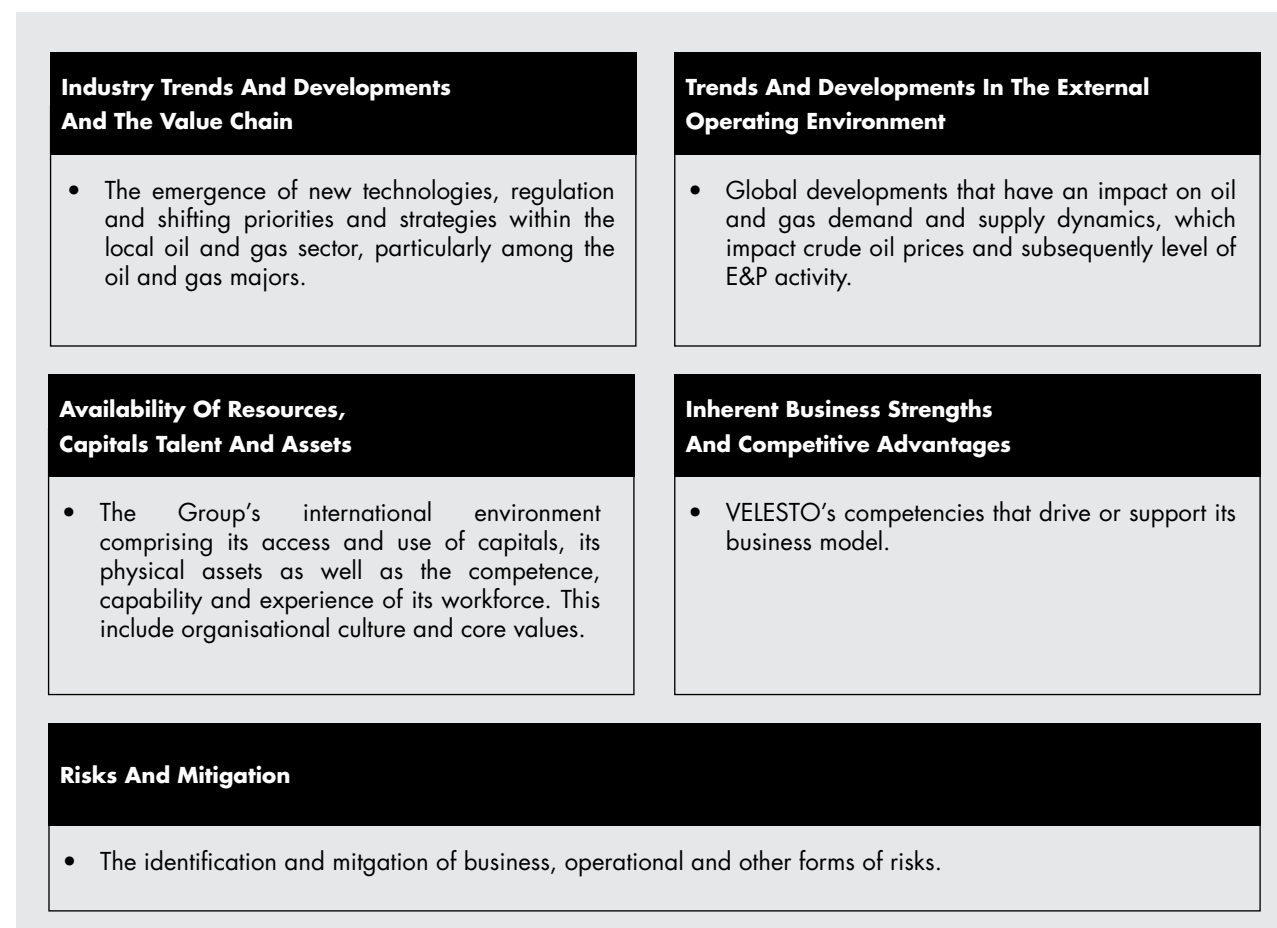 Industry Trends And Developments
And The Value Chain
• The emergence of new technologies, regulation
and shifting priorities and strategies within the
local oil and gas sector, particularly among the
oil and gas majors.
Trends And Developments In The External
Operating Environment
• Global developments that have an impact on oil
and gas demand and supply dynamics, which
impact crude oil prices and subsequently level of
E&P activity.
Availability Of Resources,
Capitals Talent And Assets
• The Group's international environment
comprising its access and use of capitals, its
physical assets as well as the competence,
capability and experience of its workforce. This
include organisational culture and core values.
Inherent Business Strengths
And Competitive Advantages
• VELESTO's competencies that drive or support its
business model.
Risks And Mitigation
• The identification and mitgation of business, operational and other forms of risks.